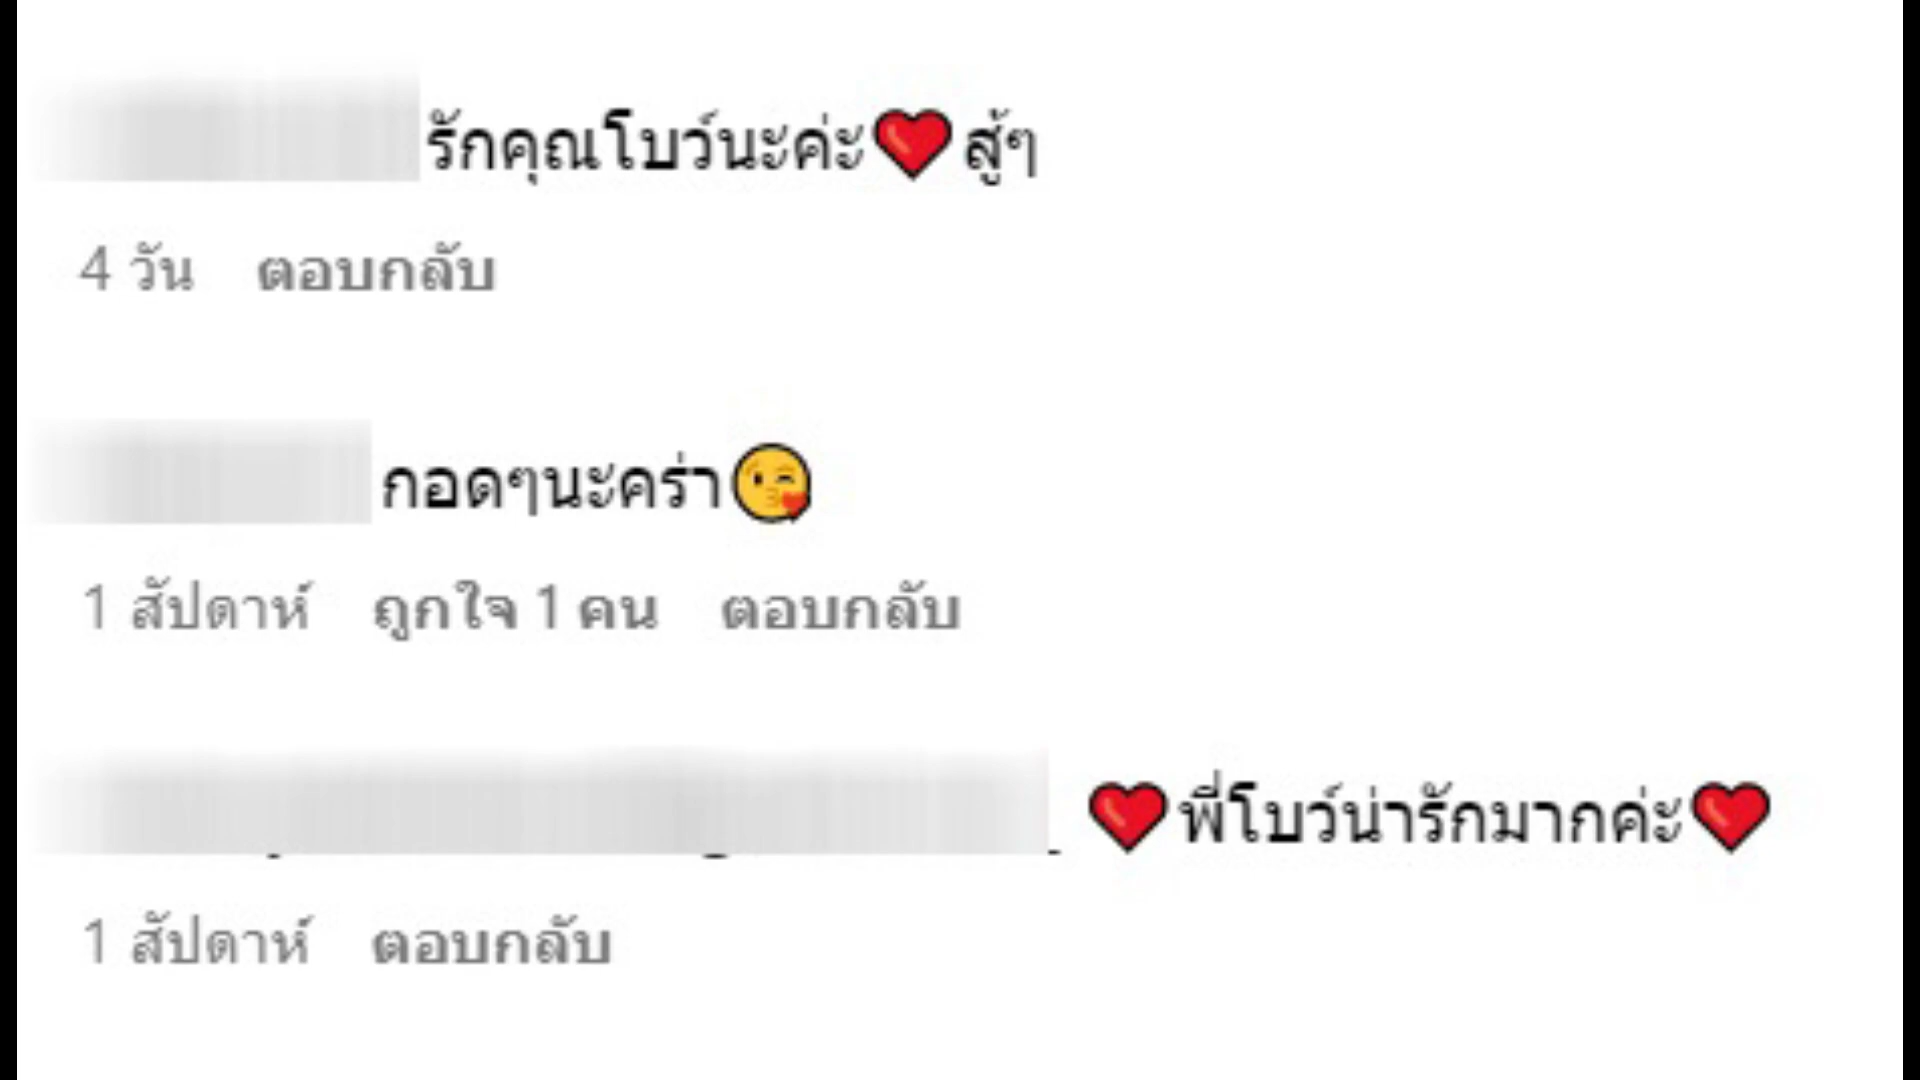 รักคุณโบว์นะค่ะ❤️สู้ๆ
4 วัน ตอบกลับ
กอดๆนะคร่า😘
1 สัปดาห์ ถูกใจ 1 คน ตอบกลับ
❤️พี่โบว์น่ารักมากค่ะ❤️
1 สัปดาห์ ตอบกลับ